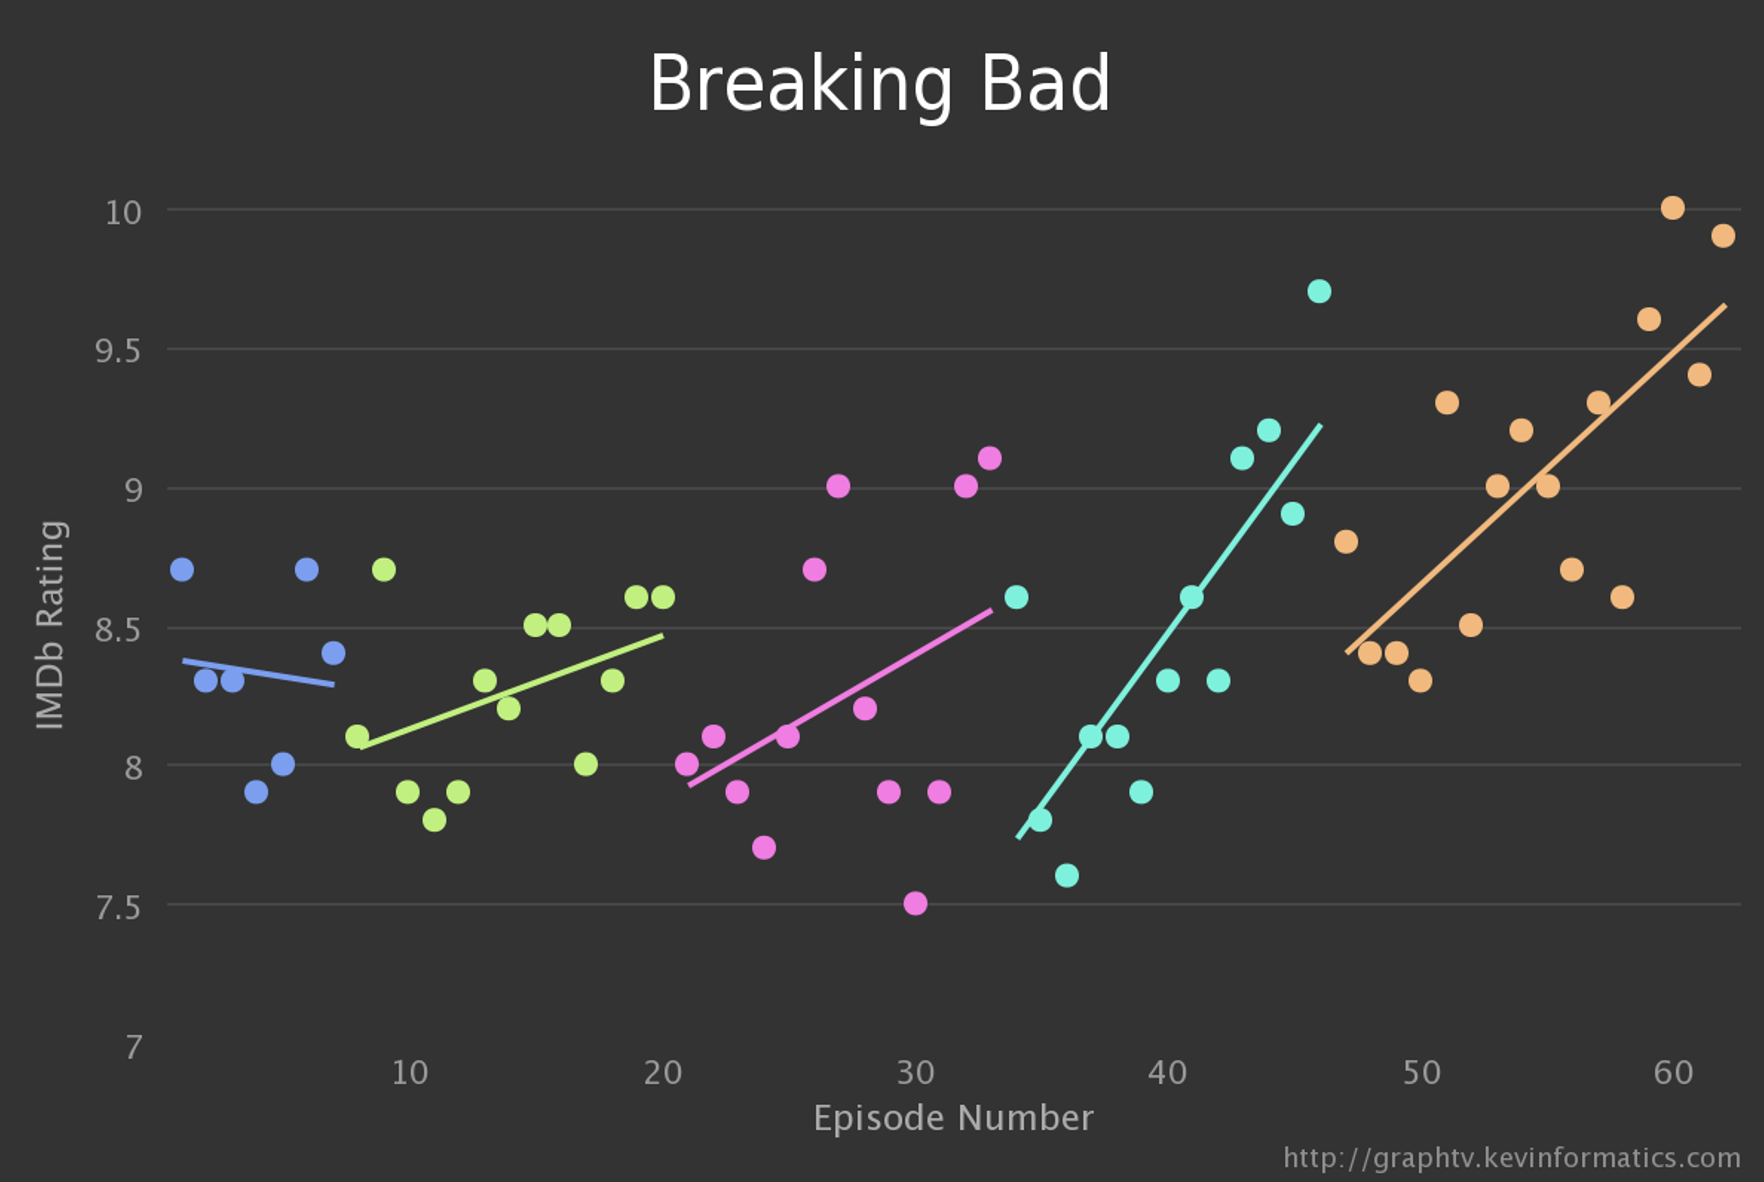 Breaking Bad
IMDb Rating
10
9.5
9
8.5
8
7.5
7
10 20 30 40 50 60
Episode Number
http://graphtv.kevinformatics.com